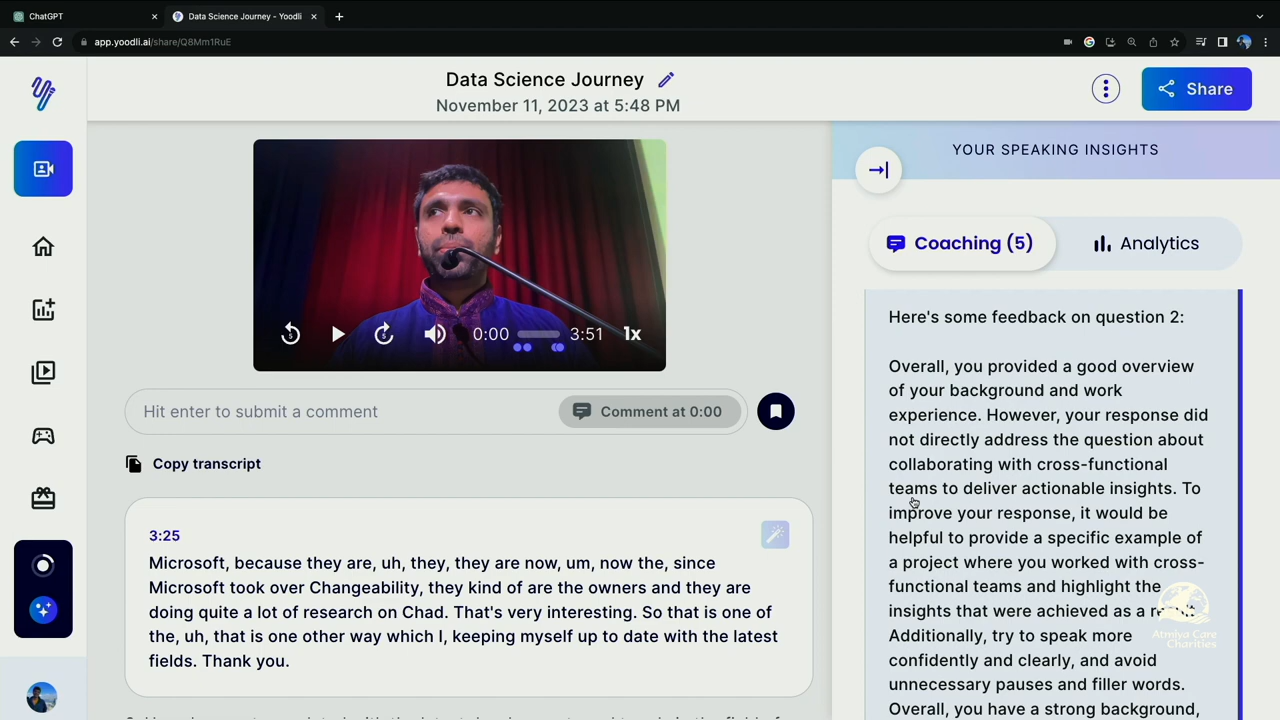 ChatGPT
Data Science Journey - Yoodli
app.yoodli.ai/share/Q8Mm1RuE
Data Science Journey
November 11, 2023 at 5:48 PM
Share
0:00
3:51
1x
Hit enter to submit a comment
Comment at 0:00
Copy transcript
3:25
Microsoft, because they are, uh, they, they are now, um, now the, since
Microsoft took over Changeability, they kind of are the owners and they are
doing quite a lot of research on Chad. That's very interesting. So that is one of
the, uh, that is one other way which I, keeping myself up to date with the latest
fields. Thank you.
YOUR SPEAKING INSIGHTS
Coaching (5)
Analytics
Here's some feedback on question 2:
Overall, you provided a good overview
of your background and work
experience. However, your response did
not directly address the question about
collaborating with cross-functional
teams to deliver actionable insights. To
improve your response, it would be
helpful to provide a specific example of
a project where you worked with cross-
functional teams and highlight the
insights that were achieved as a result.
Additionally, try to speak more
confidently and clearly, and avoid
unnecessary pauses and filler words.
Overall, you have a strong background,
Atmiya Care
Charities